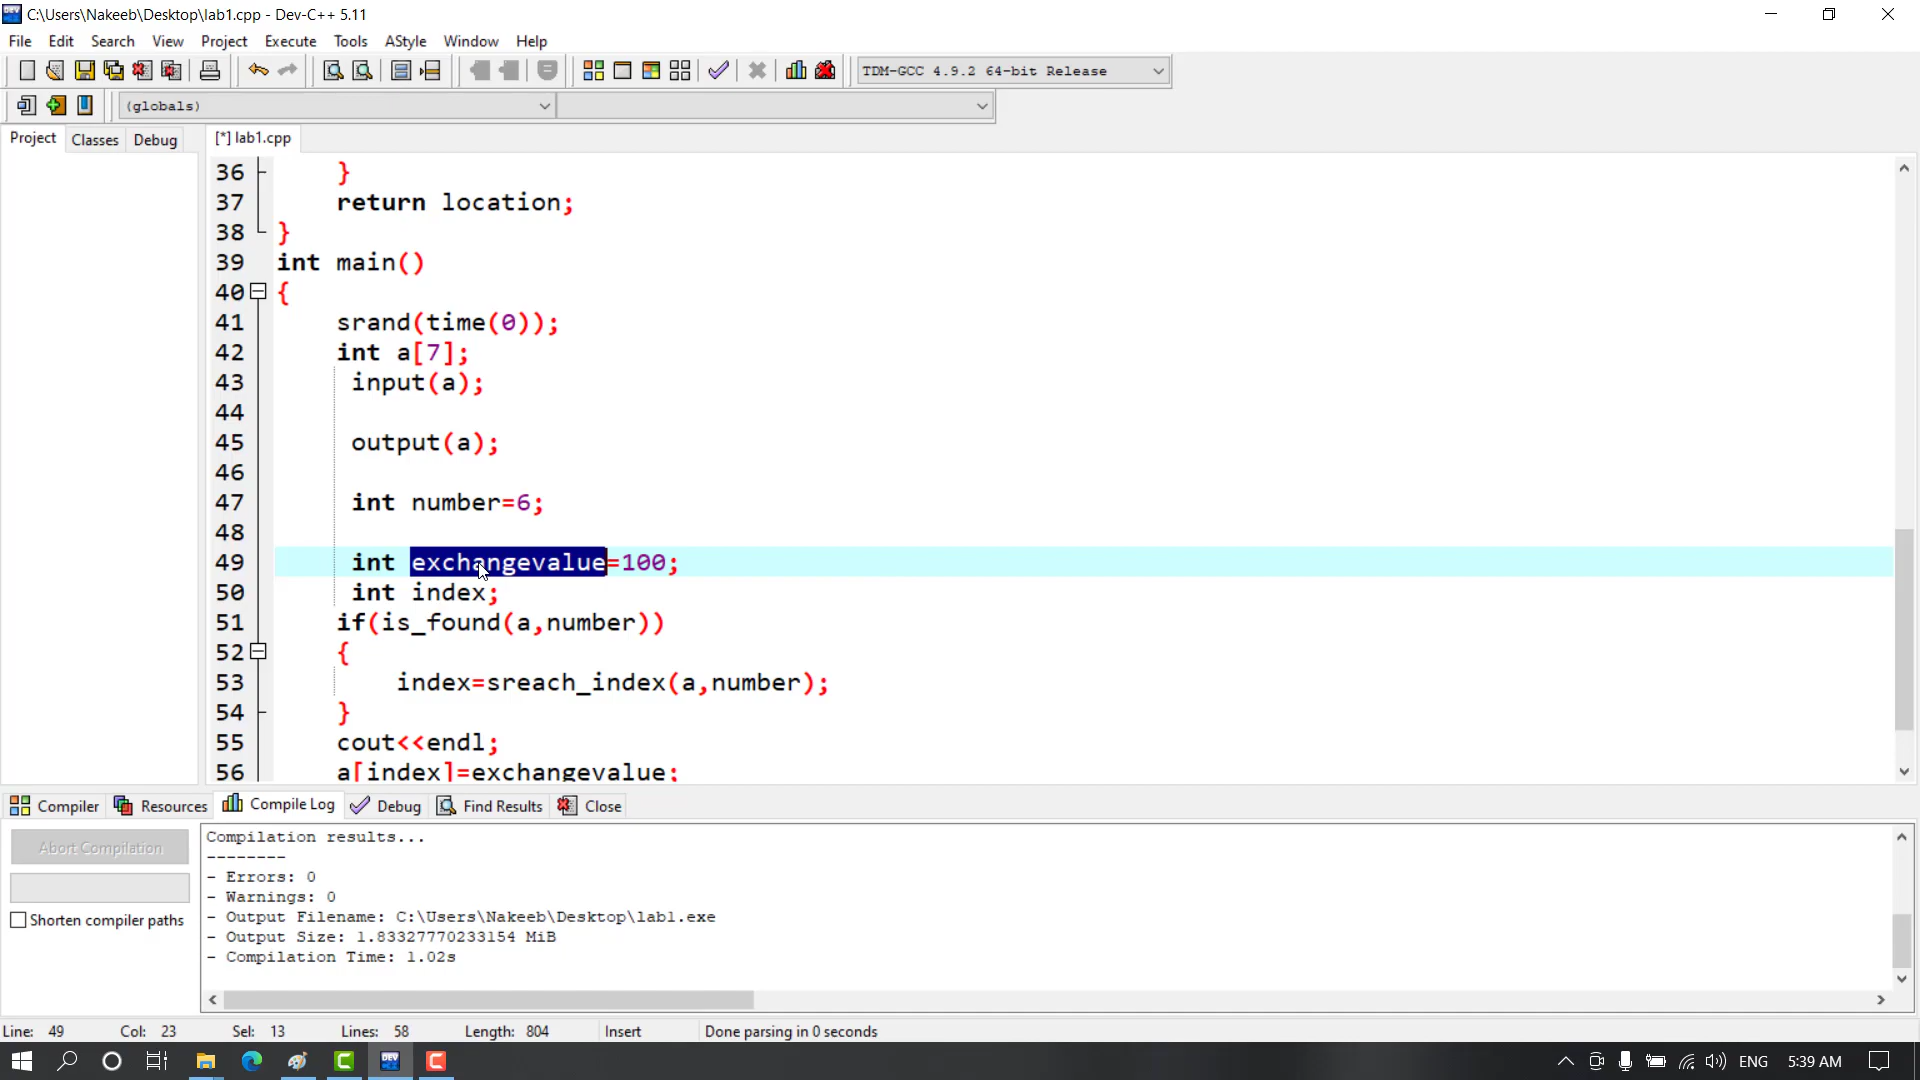 C:\Users\Nakeeb\Desktop\lab1.cpp - Dev-C++ 5.11
File Edit Search View Project Execute Tools AStyle Window Help
TDM-GCC 4.9.2 64-bit Release
(globals)
Project Classes Debug [*] lab1.cpp
36 }
37 return location;
38 }
39 int main()
40 {
41 srand(time(0));
42 int a[7];
43 input(a);
44
45 output(a);
46
47 int number=6;
48
49 int exchangevalue=100;
50 int index;
51 if(is_found(a,number))
52 {
53 index=sreach_index(a,number);
54 }
55 cout<<endl;
56 a[index]=exchangevalue;
Compiler Resources Compile Log Debug Find Results Close
Abort Compilation
Shorten compiler paths
Compilation results...
--------
- Errors: 0
- Warnings: 0
- Output Filename: C:\Users\Nakeeb\Desktop\lab1.exe
- Output Size: 1.83327770233154 MiB
- Compilation Time: 1.02s
Line: 49 Col: 23 Sel: 13 Lines: 58 Length: 804 Insert Done parsing in 0 seconds
DEV
ENG 5:39 AM